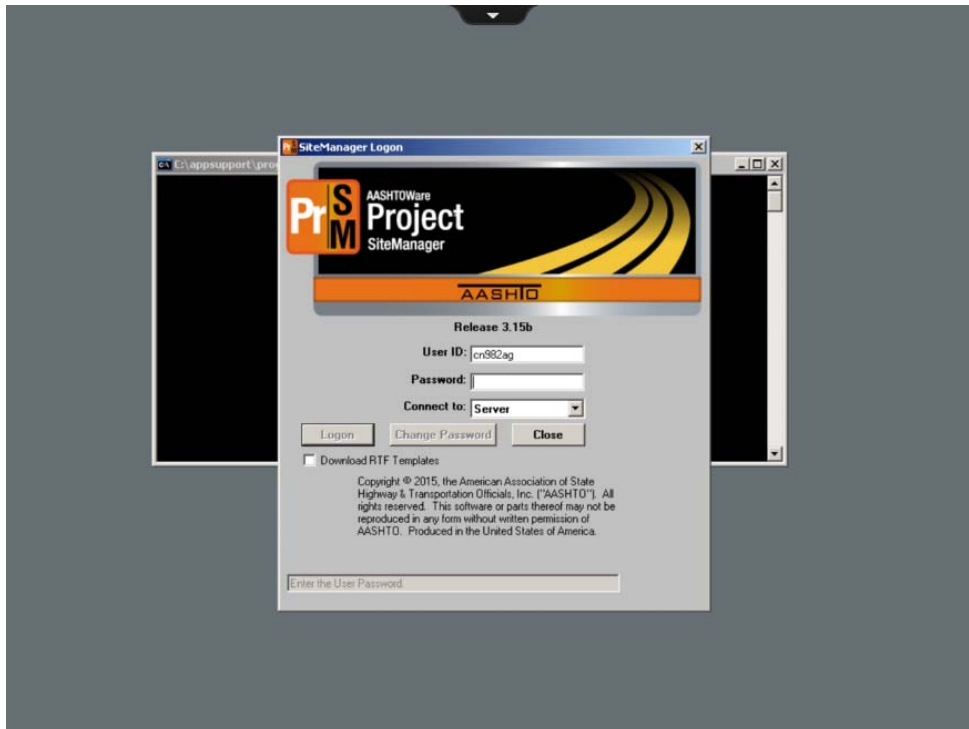 SiteManager Logon
C:\appsupport\pro
Pr S M
AASHTOWare
Project
SiteManager
AASHTO
Release 3.15b
User ID: cn982ag
Password:
Connect to: Server
Logon Change Password Close
Download RTF Templates
Copyright © 2015, the American Association of State
Highway & Transportation Officials, Inc. ("AASHTO"). All
rights reserved. This software or parts thereof may not be
reproduced in any form without written permission of
AASHTO. Produced in the United States of America.
Enter the User Password.